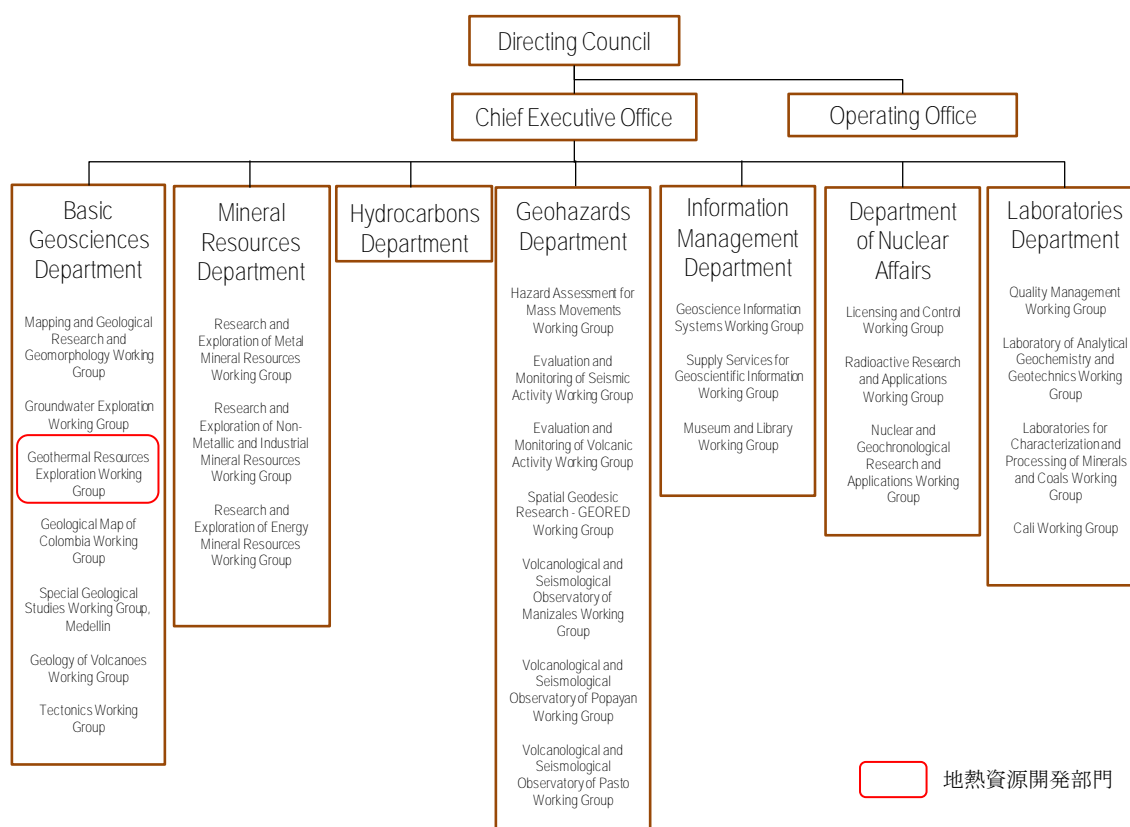 Directing Council
Chief Executive Office
Operating Office
Basic
Geosciences
Department
Mapping and Geological
Research and
Geomorphology Working
Group
Groundwater Exploration
Working Group
Geothermal Resources
Exploration Working
Group
Geological Map of
Colombia Working
Group
Special Geological
Studies Working Group,
Medellin
Geology of Volcanoes
Working Group
Tectonics Working
Group
Mineral
Resources
Department
Research and
Exploration of Metal
Mineral Resources
Working Group
Research and
Exploration of Non-
Metallic and Industrial
Mineral Resources
Working Group
Research and
Exploration of Energy
Mineral Resources
Working Group
Hydrocarbons
Department
Geohazards
Department
Hazard Assessment for
Mass Movements
Working Group
Evaluation and
Monitoring of Seismic
Activity Working Group
Evaluation and
Monitoring of Volcanic
Activity Working Group
Spatial Geodesic
Research - GEORED
Working Group
Volcanological and
Seismological
Observatory of
Manizales Working
Group
Volcanological and
Seismological
Observatory of Popayan
Working Group
Volcanological and
Seismological
Observatory of Pasto
Working Group
Information
Management
Department
Geoscience Information
Systems Working Group
Supply Services for
Geoscientific Information
Working Group
Museum and Library
Working Group
Department
of Nuclear
Affairs
Licensing and Control
Working Group
Radioactive Research
and Applications
Working Group
Nuclear and
Geochronological
Research and
Applications Working
Group
Laboratories
Department
Quality Management
Working Group
Laboratory of Analytical
Geochemistry and
Geotechnics Working
Group
Laboratories for
Characterization and
Processing of Minerals
and Coals Working
Group
Cali Working Group
地熱資源開発部門